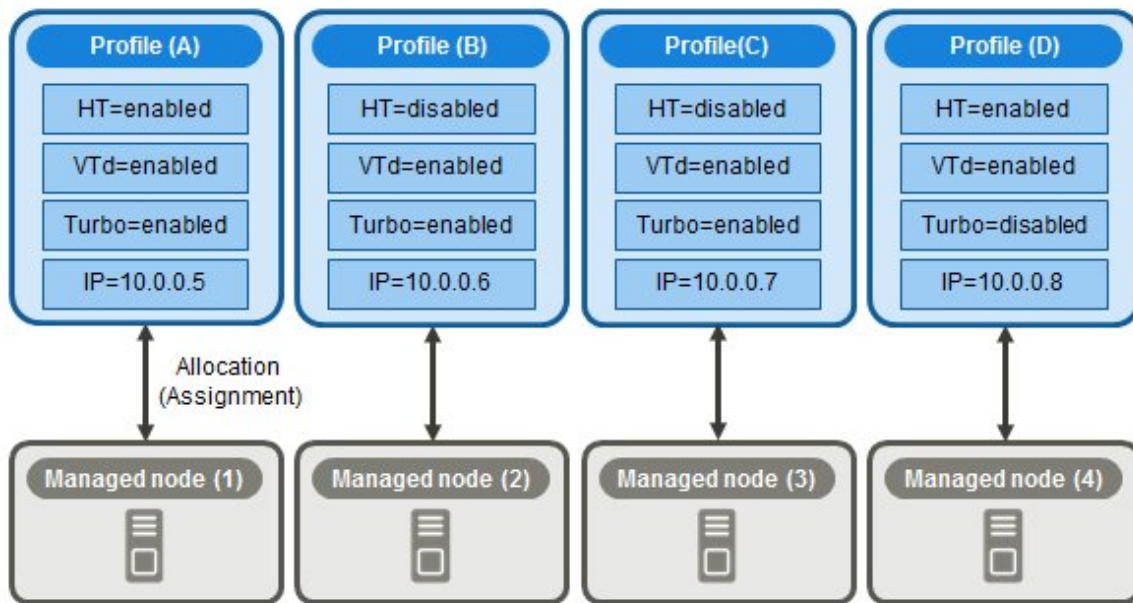 Profile (A)
HT=enabled
VTd=enabled
Turbo=enabled
IP=10.0.0.5
Profile (B)
HT=disabled
VTd=enabled
Turbo=enabled
IP=10.0.0.6
Profile(C)
HT=disabled
VTd=enabled
Turbo=enabled
IP=10.0.0.7
Profile (D)
HT=enabled
VTd=enabled
Turbo=disabled
IP=10.0.0.8
Allocation
(Assignment)
Managed node (1)
Managed node (2)
Managed node (3)
Managed node (4)